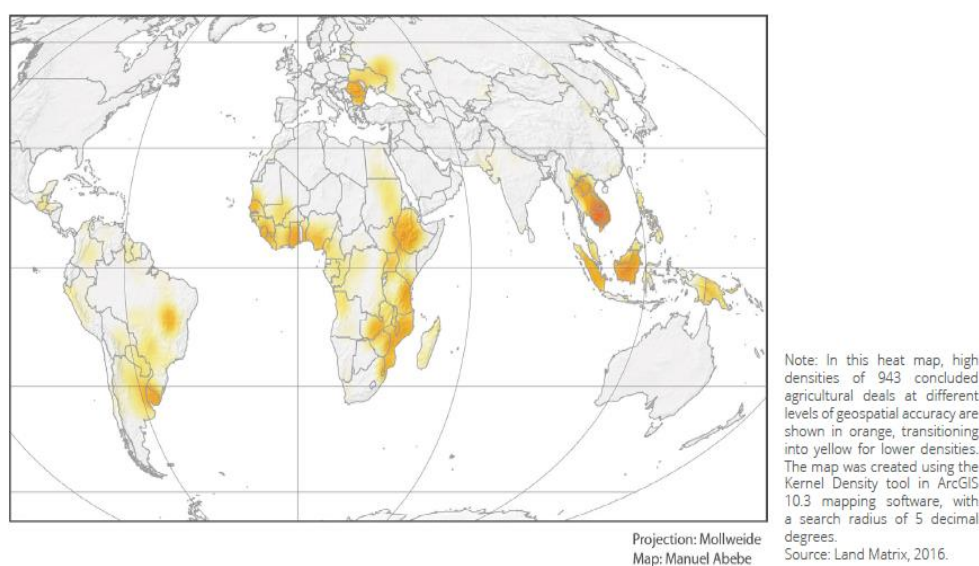 Projection: Mollweide
Map: Manuel Abebe
Note: In this heat map, high
densities of 943 concluded
agricultural deals at different
levels of geospatial accuracy are
shown in orange, transitioning
into yellow for lower densities.
The map was created using the
Kernel Density tool in ArcGIS
10.3 mapping software, with
a search radius of 5 decimal
degrees.
Source: Land Matrix, 2016.